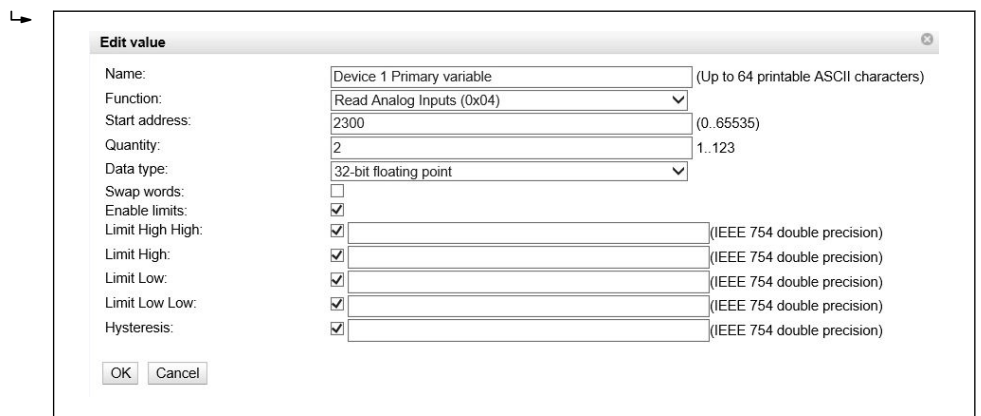 Edit value
Name: Device 1 Primary variable (Up to 64 printable ASCII characters)
Function: Read Analog Inputs (0x04)
Start address: 2300 (0..65535)
Quantity: 2 1..123
Data type: 32-bit floating point
Swap words:
Enable limits:
Limit High High: (IEEE 754 double precision)
Limit High: (IEEE 754 double precision)
Limit Low: (IEEE 754 double precision)
Limit Low Low: (IEEE 754 double precision)
Hysteresis: (IEEE 754 double precision)
OK Cancel